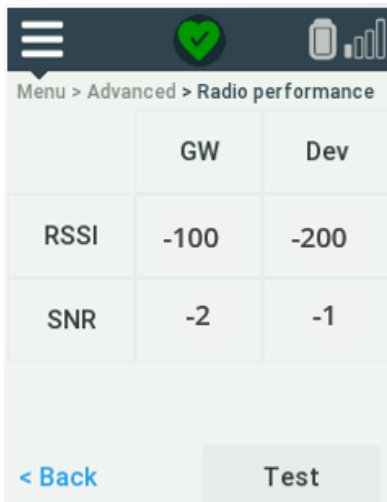 Menu > Advanced > Radio performance
GW Dev
RSSI -100 -200
SNR -2 -1
< Back Test